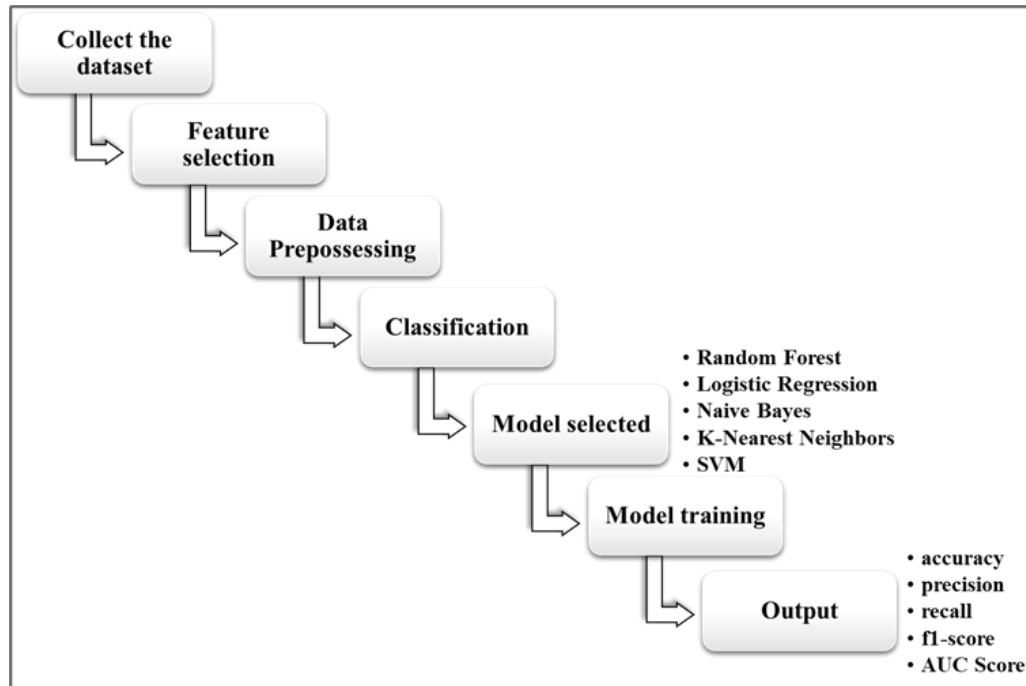 Collect the
dataset
Feature
selection
Data
Prepossessing
Classification
Model selected
• Random Forest
• Logistic Regression
• Naive Bayes
• K-Nearest Neighbors
• SVM
Model training
Output
• accuracy
• precision
• recall
• f1-score
• AUC Score